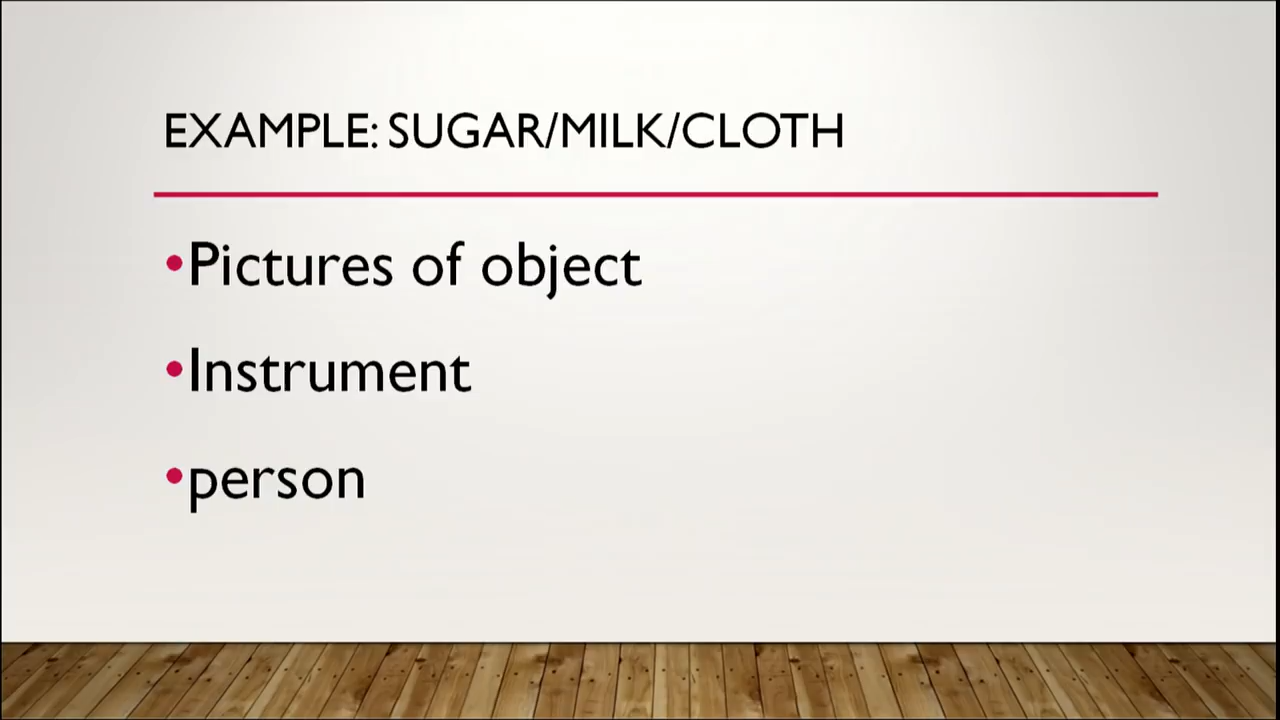 EXAMPLE: SUGAR/MILK/CLOTH
•Pictures of object
•Instrument
•person